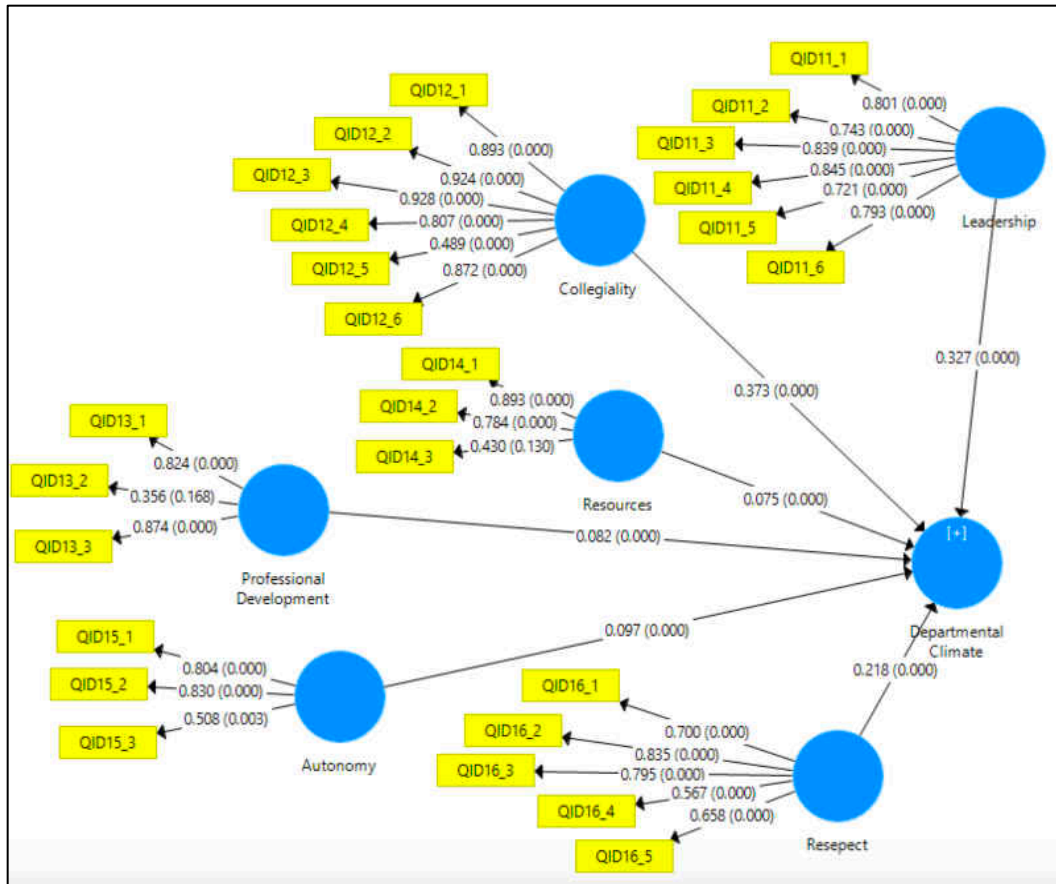 QID12_1
QID12_2
QID12_3
QID12_4
QID12_5
QID12_6
0.893 (0.000)
0.924 (0.000)
0.928 (0.000)
0.807 (0.000)
0.489 (0.000)
0.872 (0.000)
Collegiality
QID11_1
QID11_2
QID11_3
QID11_4
QID11_5
QID11_6
0.801 (0.000)
0.743 (0.000)
0.839 (0.000)
0.845 (0.000)
0.721 (0.000)
0.793 (0.000)
Leadership
0.327 (0.000)
0.373 (0.000)
QID14_1
QID14_2
QID14_3
0.893 (0.000)
0.784 (0.000)
0.430 (0.130)
Resources
0.075 (0.000)
QID13_1
QID13_2
QID13_3
0.824 (0.000)
0.356 (0.168)
0.874 (0.000)
Professional
Development
0.082 (0.000)
[+]
Departmental
Climate
QID15_1
QID15_2
QID15_3
0.804 (0.000)
0.830 (0.000)
0.508 (0.003)
Autonomy
0.097 (0.000)
0.218 (0.000)
QID16_1
QID16_2
QID16_3
QID16_4
QID16_5
0.700 (0.000)
0.835 (0.000)
0.795 (0.000)
0.567 (0.000)
0.658 (0.000)
Resepect